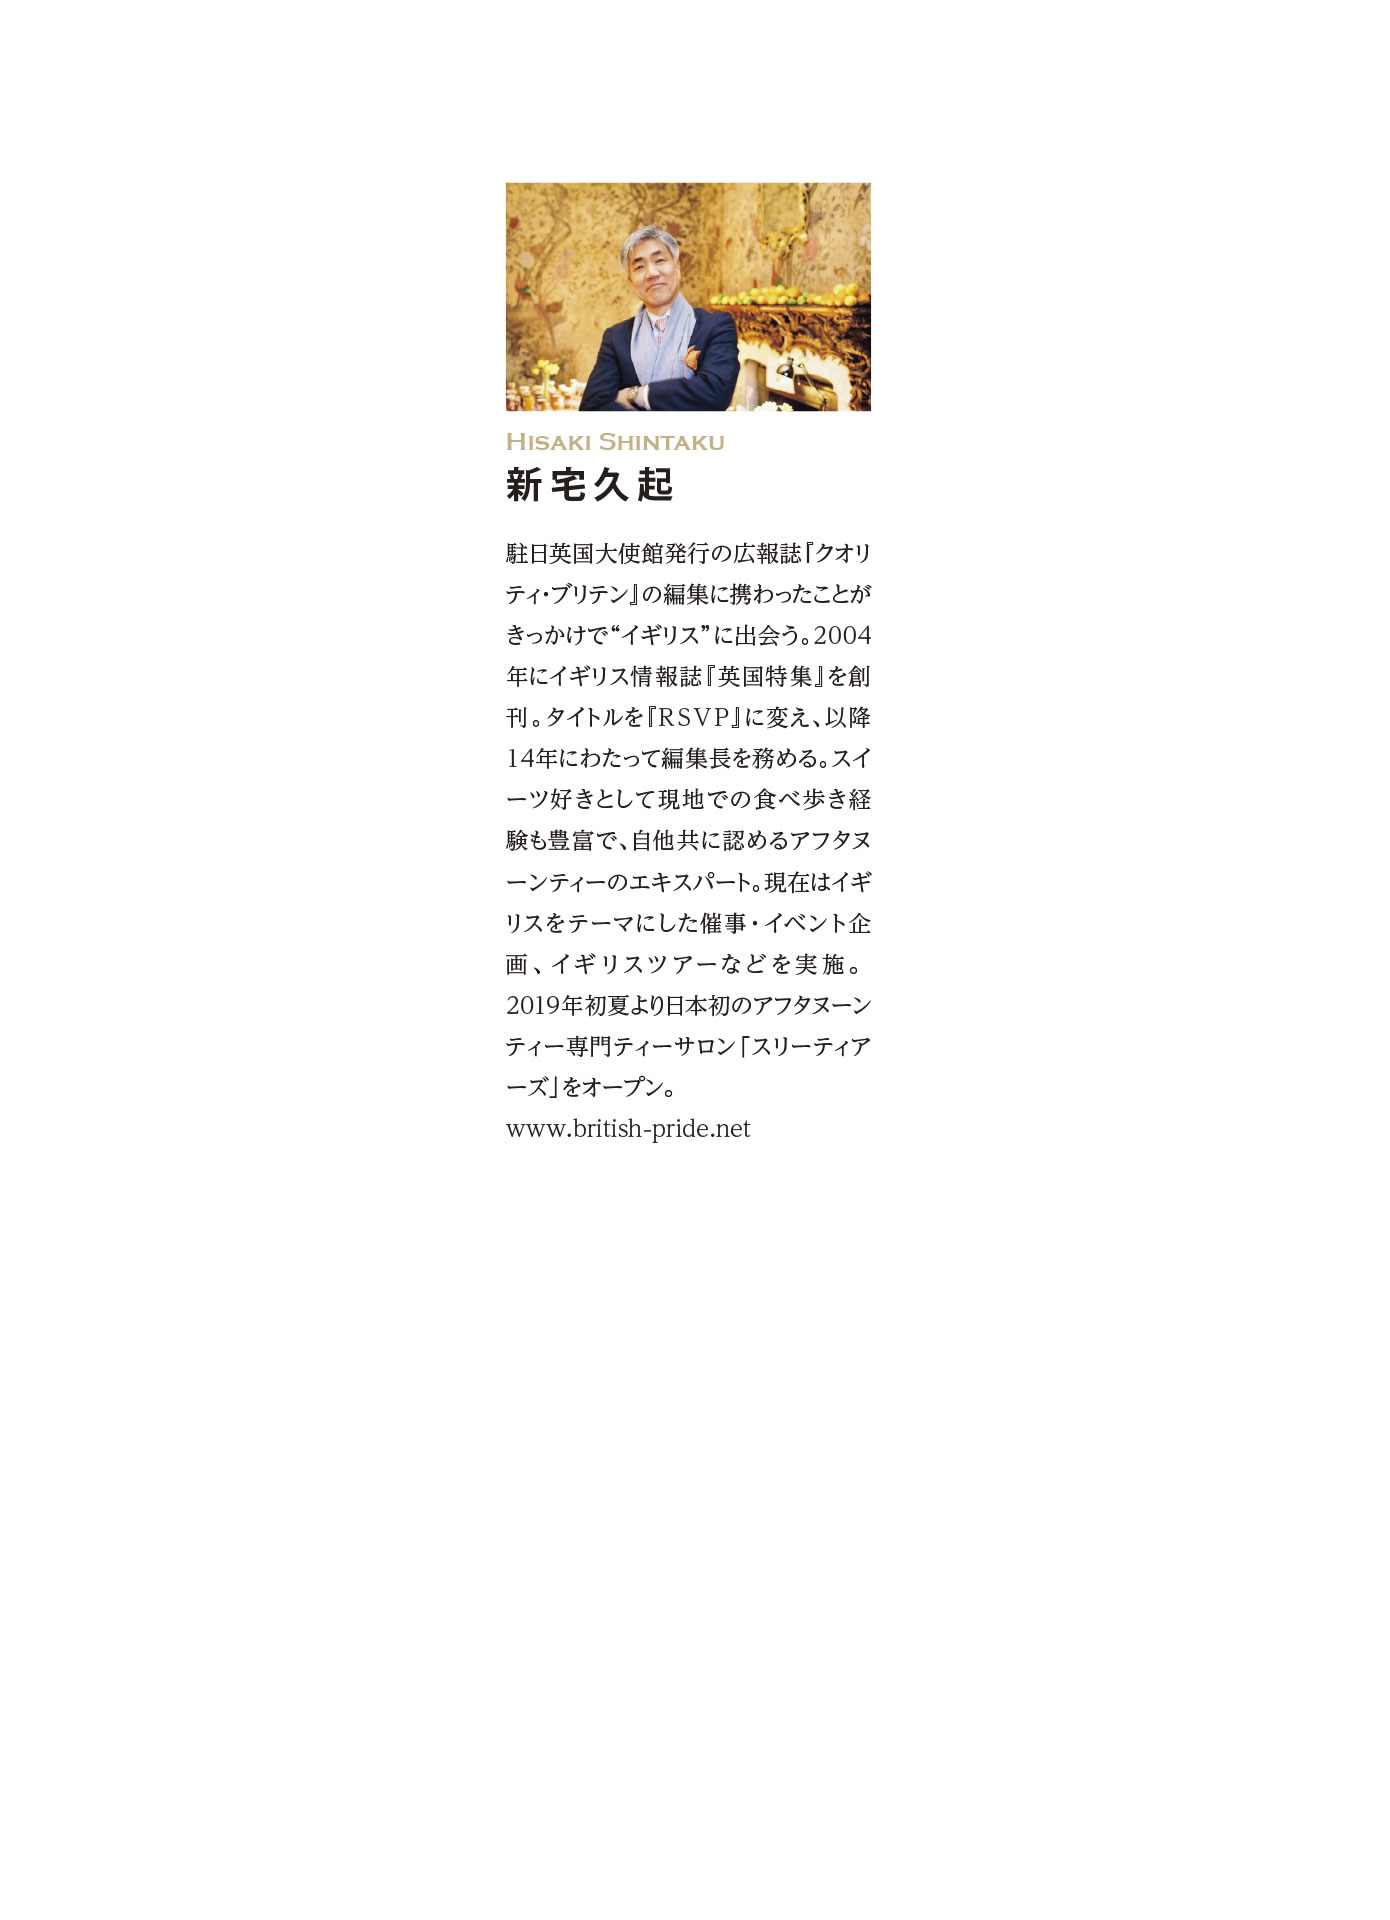 Hisaki Shintaku
新宅久起
駐日英国大使館発行の広報誌『クオリ
ティ・ブリテン』の編集に携わったことが
きっかけで“イギリス”に出会う。2004
年にイギリス情報誌『英国特集』を創
刊。タイトルを『RSVP』に変え、以降
14年にわたって編集長を務める。スイ
ーツ好きとして現地での食べ歩き経
験も豊富で、自他共に認めるアフタヌ
ーンティーのエキスパート。現在はイギ
リスをテーマにした催事・イベント企
画、イギリスツアーなどを実施。
2019年初夏より日本初のアフタヌーン
ティー専門ティーサロン「スリーティア
ーズ」をオープン。
www.british-pride.net